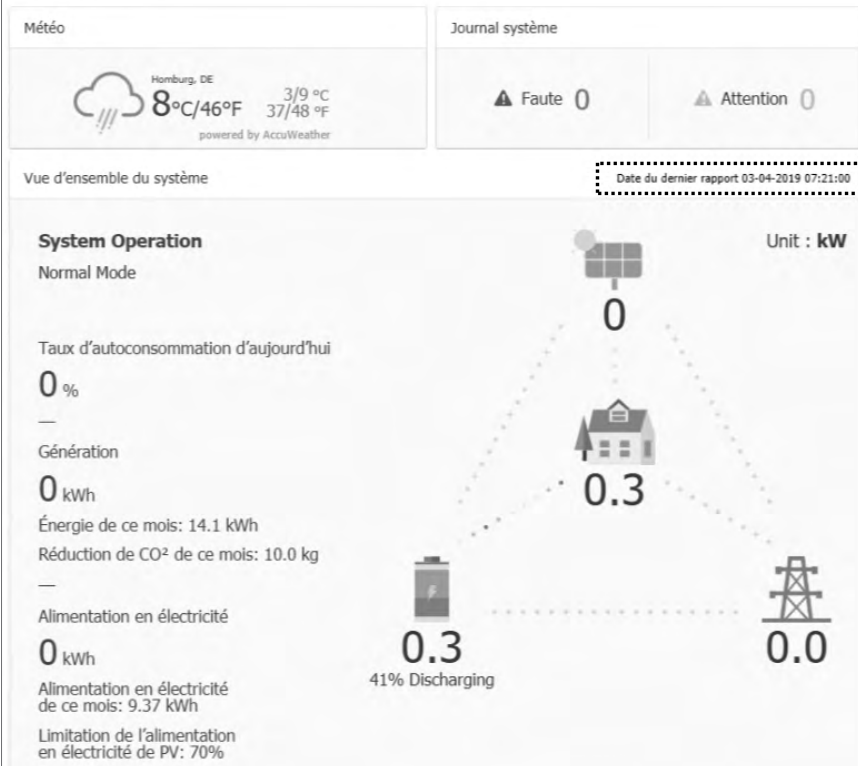 Météo
Journal système
Homburg, DE
8°C/46°F
3/9 °C
37/48 °F
powered by AccuWeather
Faute 0
Attention 0
Vue d'ensemble du système
Date du dernier rapport 03-04-2019 07:21:00
System Operation
Normal Mode
Unit : kW
0
Taux d'autoconsommation d'aujourd'hui
0 %
—
Génération
0 kWh
Énergie de ce mois: 14.1 kWh
Réduction de CO² de ce mois: 10.0 kg
—
Alimentation en électricité
0 kWh
Alimentation en électricité
de ce mois: 9.37 kWh
Limitation de l'alimentation
en électricité de PV: 70%
0.3
0.3
41% Discharging
0.0